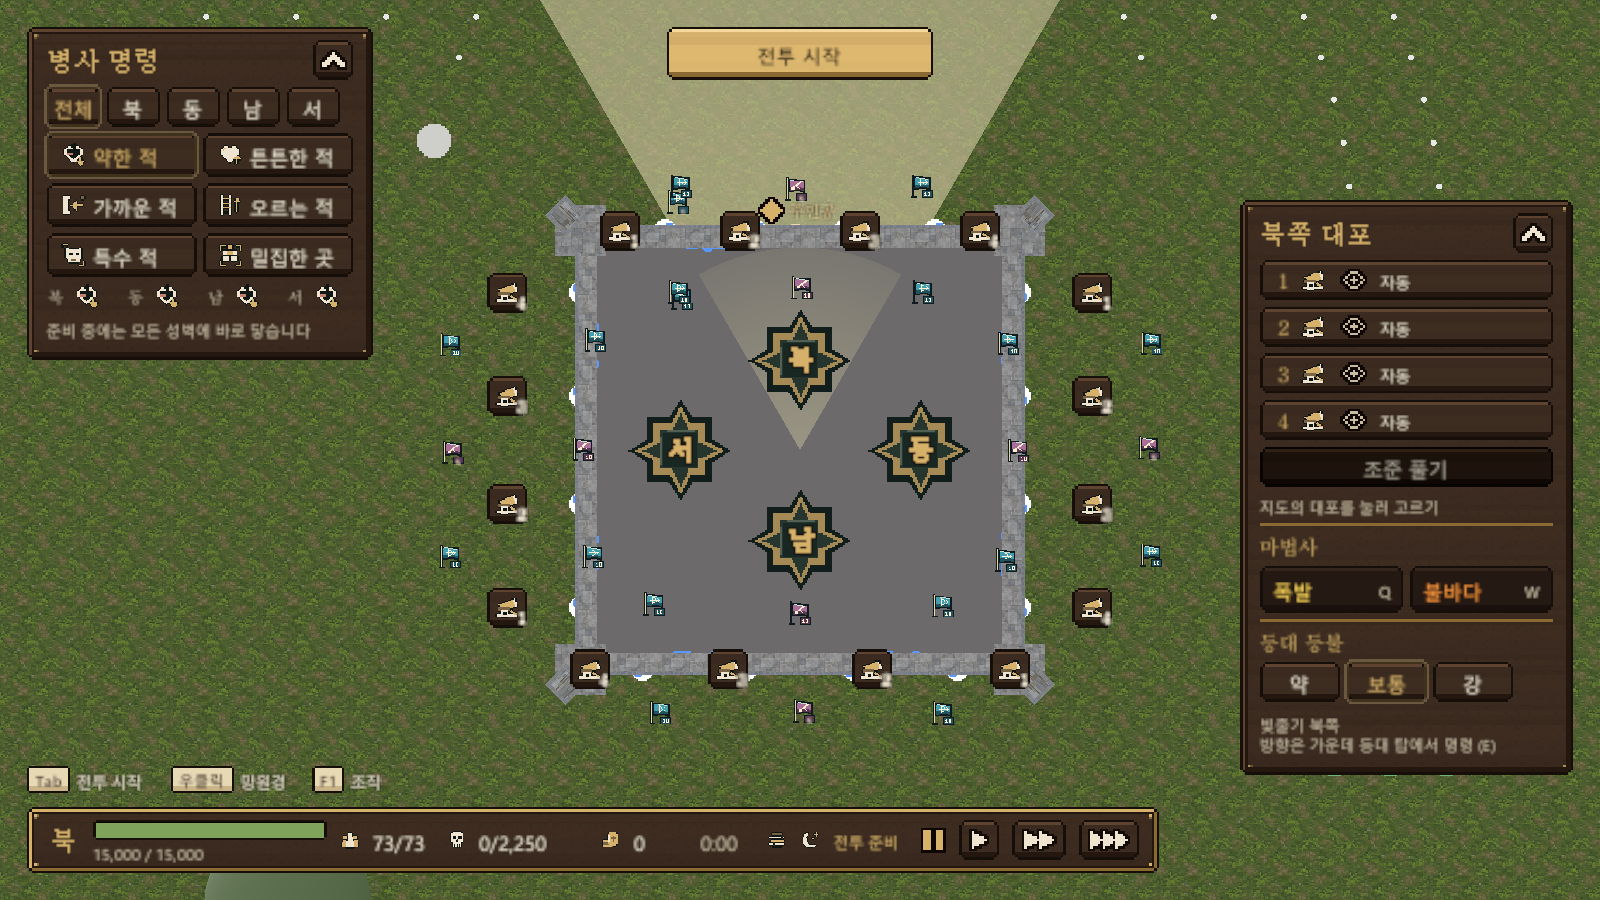 병사 명령
전체 북 동 남 서
약한 적 튼튼한 적
가까운 적 오르는 적
특수 적 밀집한 곳
북 동 남 서
준비 중에는 모든 성벽에 바로 닿습니다
전투 시작
북
서 동
남
북쪽 대포
1 자동
2 자동
3 자동
4 자동
조준 풀기
지도의 대포를 눌러 고르기
마법사
폭발 Q 불바다 W
등대 등불
약 보통 강
빛줄기 북쪽
방향은 가운데 등대 탑에서 명령 (E)
Tab 전투 시작 우클릭 망원경 F1 조작
북 15,000 / 15,000 73/73 0/2,250 0 0:00 전투 준비